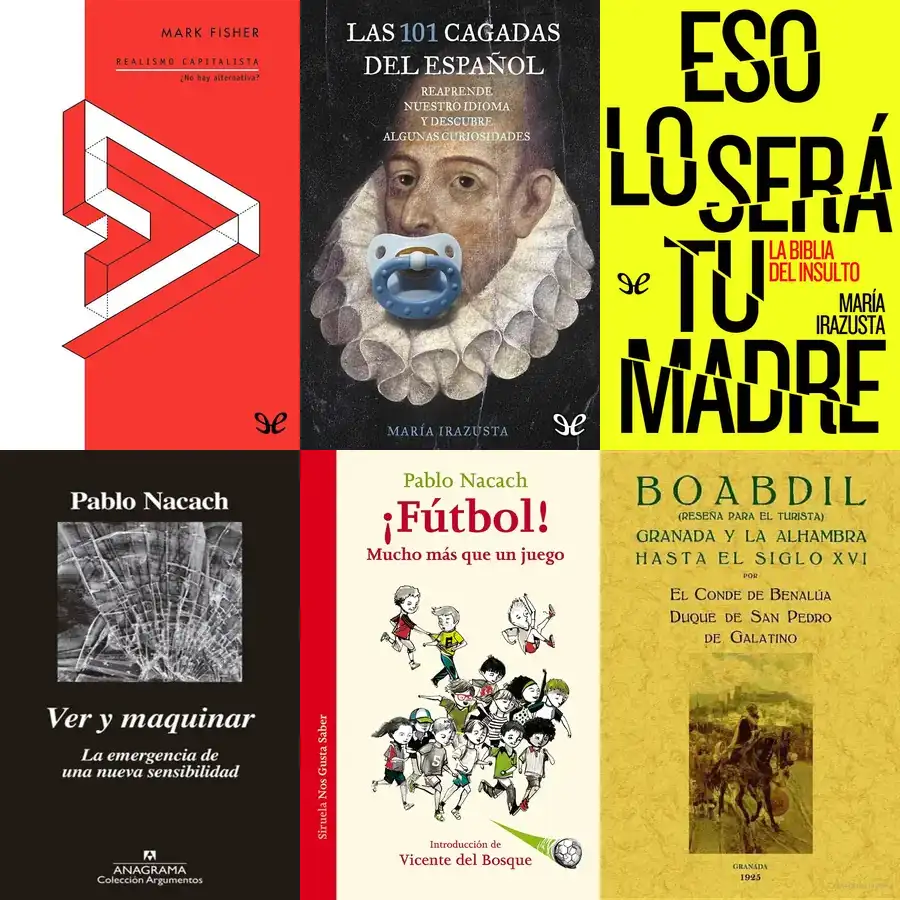 MARK FISHER
REALISMO CAPITALISTA
¿No hay alternativa?
LAS 101 CAGADAS
DEL ESPAÑOL
REAPRENDE
NUESTRO IDIOMA
Y DESCUBRE
ALGUNAS CURIOSIDADES
MARÍA IRAZUSTA
ESO
LO SERÁ
TU
LA BIBLIA
DEL INSULTO
MARÍA
IRAZUSTA
MADRE
Pablo Nacach
Ver y maquinar
La emergencia de
una nueva sensibilidad
ANAGRAMA
Colección Argumentos
Siruela Nos Gusta Saber
Pablo Nacach
¡Fútbol!
Mucho más que un juego
Introducción de
Vicente del Bosque
BOABDIL
(RESEÑA PARA EL TURISTA)
GRANADA Y LA ALHAMBRA
HASTA EL SIGLO XVI
POR
EL CONDE DE BENALÚA
DUQUE DE SAN PEDRO
DE GALATINO
GRANADA
1925